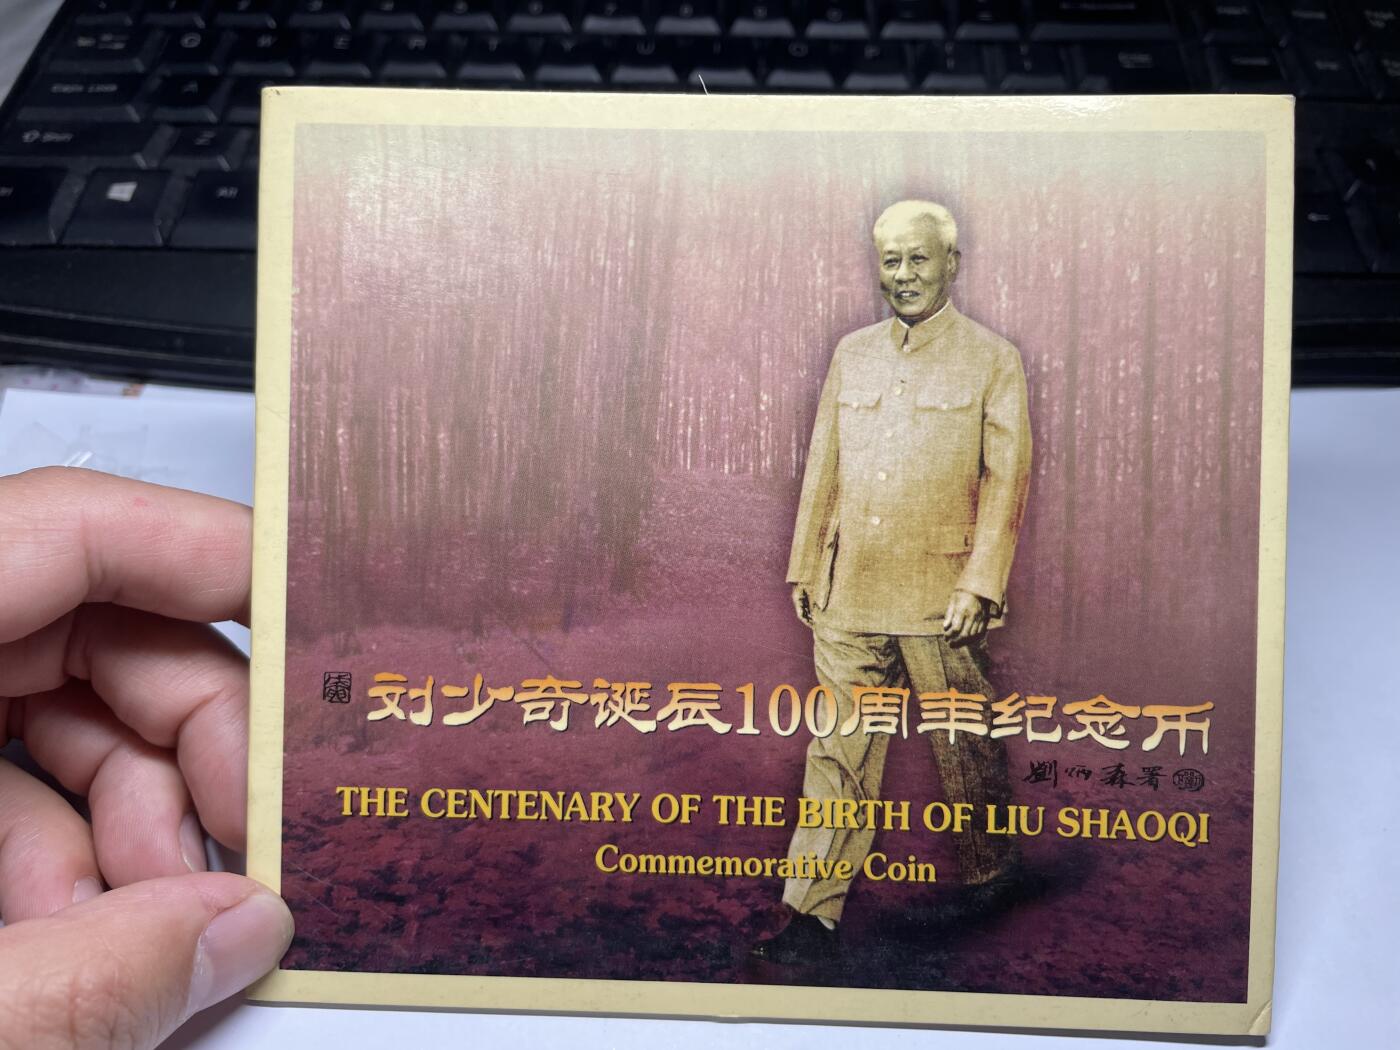 刘少奇诞辰100周年纪念币
劉炳森署
THE CENTENARY OF THE BIRTH OF LIU SHAOQI
Commemorative Coin